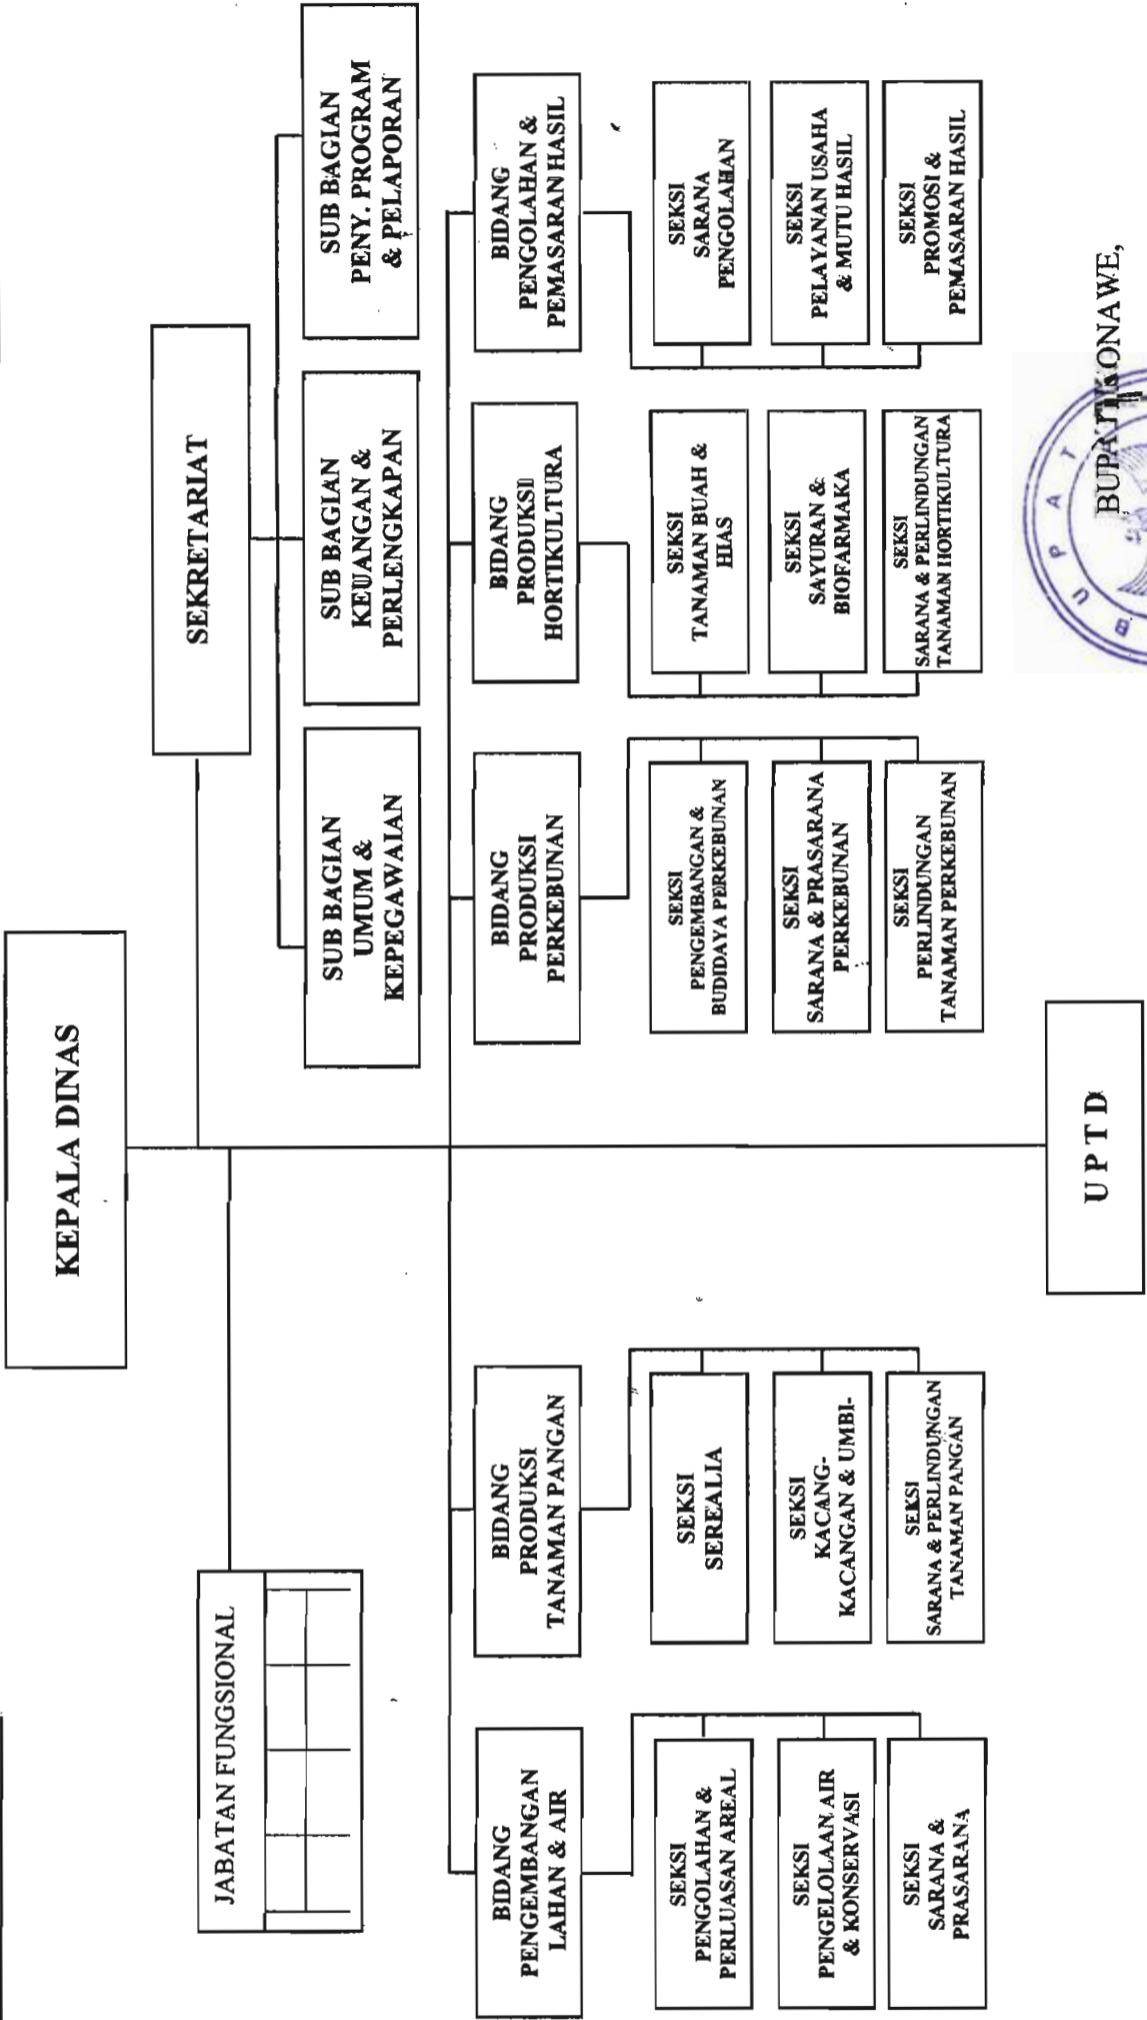 KEPALA DINAS
SEKRETARIAT
JABATAN FUNGSIONAL
SUB BAGIAN
UMUM &
KEPEGAWAIAN
SUB BAGIAN
KEUANGAN &
PERLENGKAPAN
SUB BAGIAN
PENY. PROGRAM
& PELAPORAN
BIDANG
PENGEMBANGAN
LAHAN & AIR
BIDANG
PRODUKSI
TANAMAN PANGAN
BIDANG
PRODUKSI
PERKEBUNAN
BIDANG
PRODUKSI
HORTIKULTURA
BIDANG
PENGOLAHAN &
PEMASARAN HASIL
SEKSI
PENGOLAHAN &
PERLUASAN AREAL
SEKSI
SEREALIA
SEKSI
PENGEMBANGAN &
BUDIDAYA PERKEBUNAN
SEKSI
TANAMAN BUAH &
HIAS
SEKSI
SARANA
PENGOLAHAN
SEKSI
PENGELOLAAN AIR
& KONSERVASI
SEKSI
KACANG-
KACANGAN & UMBI-
SEKSI
SARANA & PRASARANA
PERKEBUNAN
SEKSI
SAYURAN &
BIOFARMAKA
SEKSI
PELAYANAN USAHA
& MUTU HASIL
SEKSI
SARANA &
PRASARANA
SEKSI
SARANA & PERLINDUNGAN
TANAMAN PANGAN
SEKSI
PERLINDUNGAN
TANAMAN PERKEBUNAN
SEKSI
SARANA & PERLINDUNGAN
TANAMAN HORTIKULTURA
SEKSI
PROMOSI &
PEMASARAN HASIL
U P T D
BUPATI KONAWE,
BUPAT